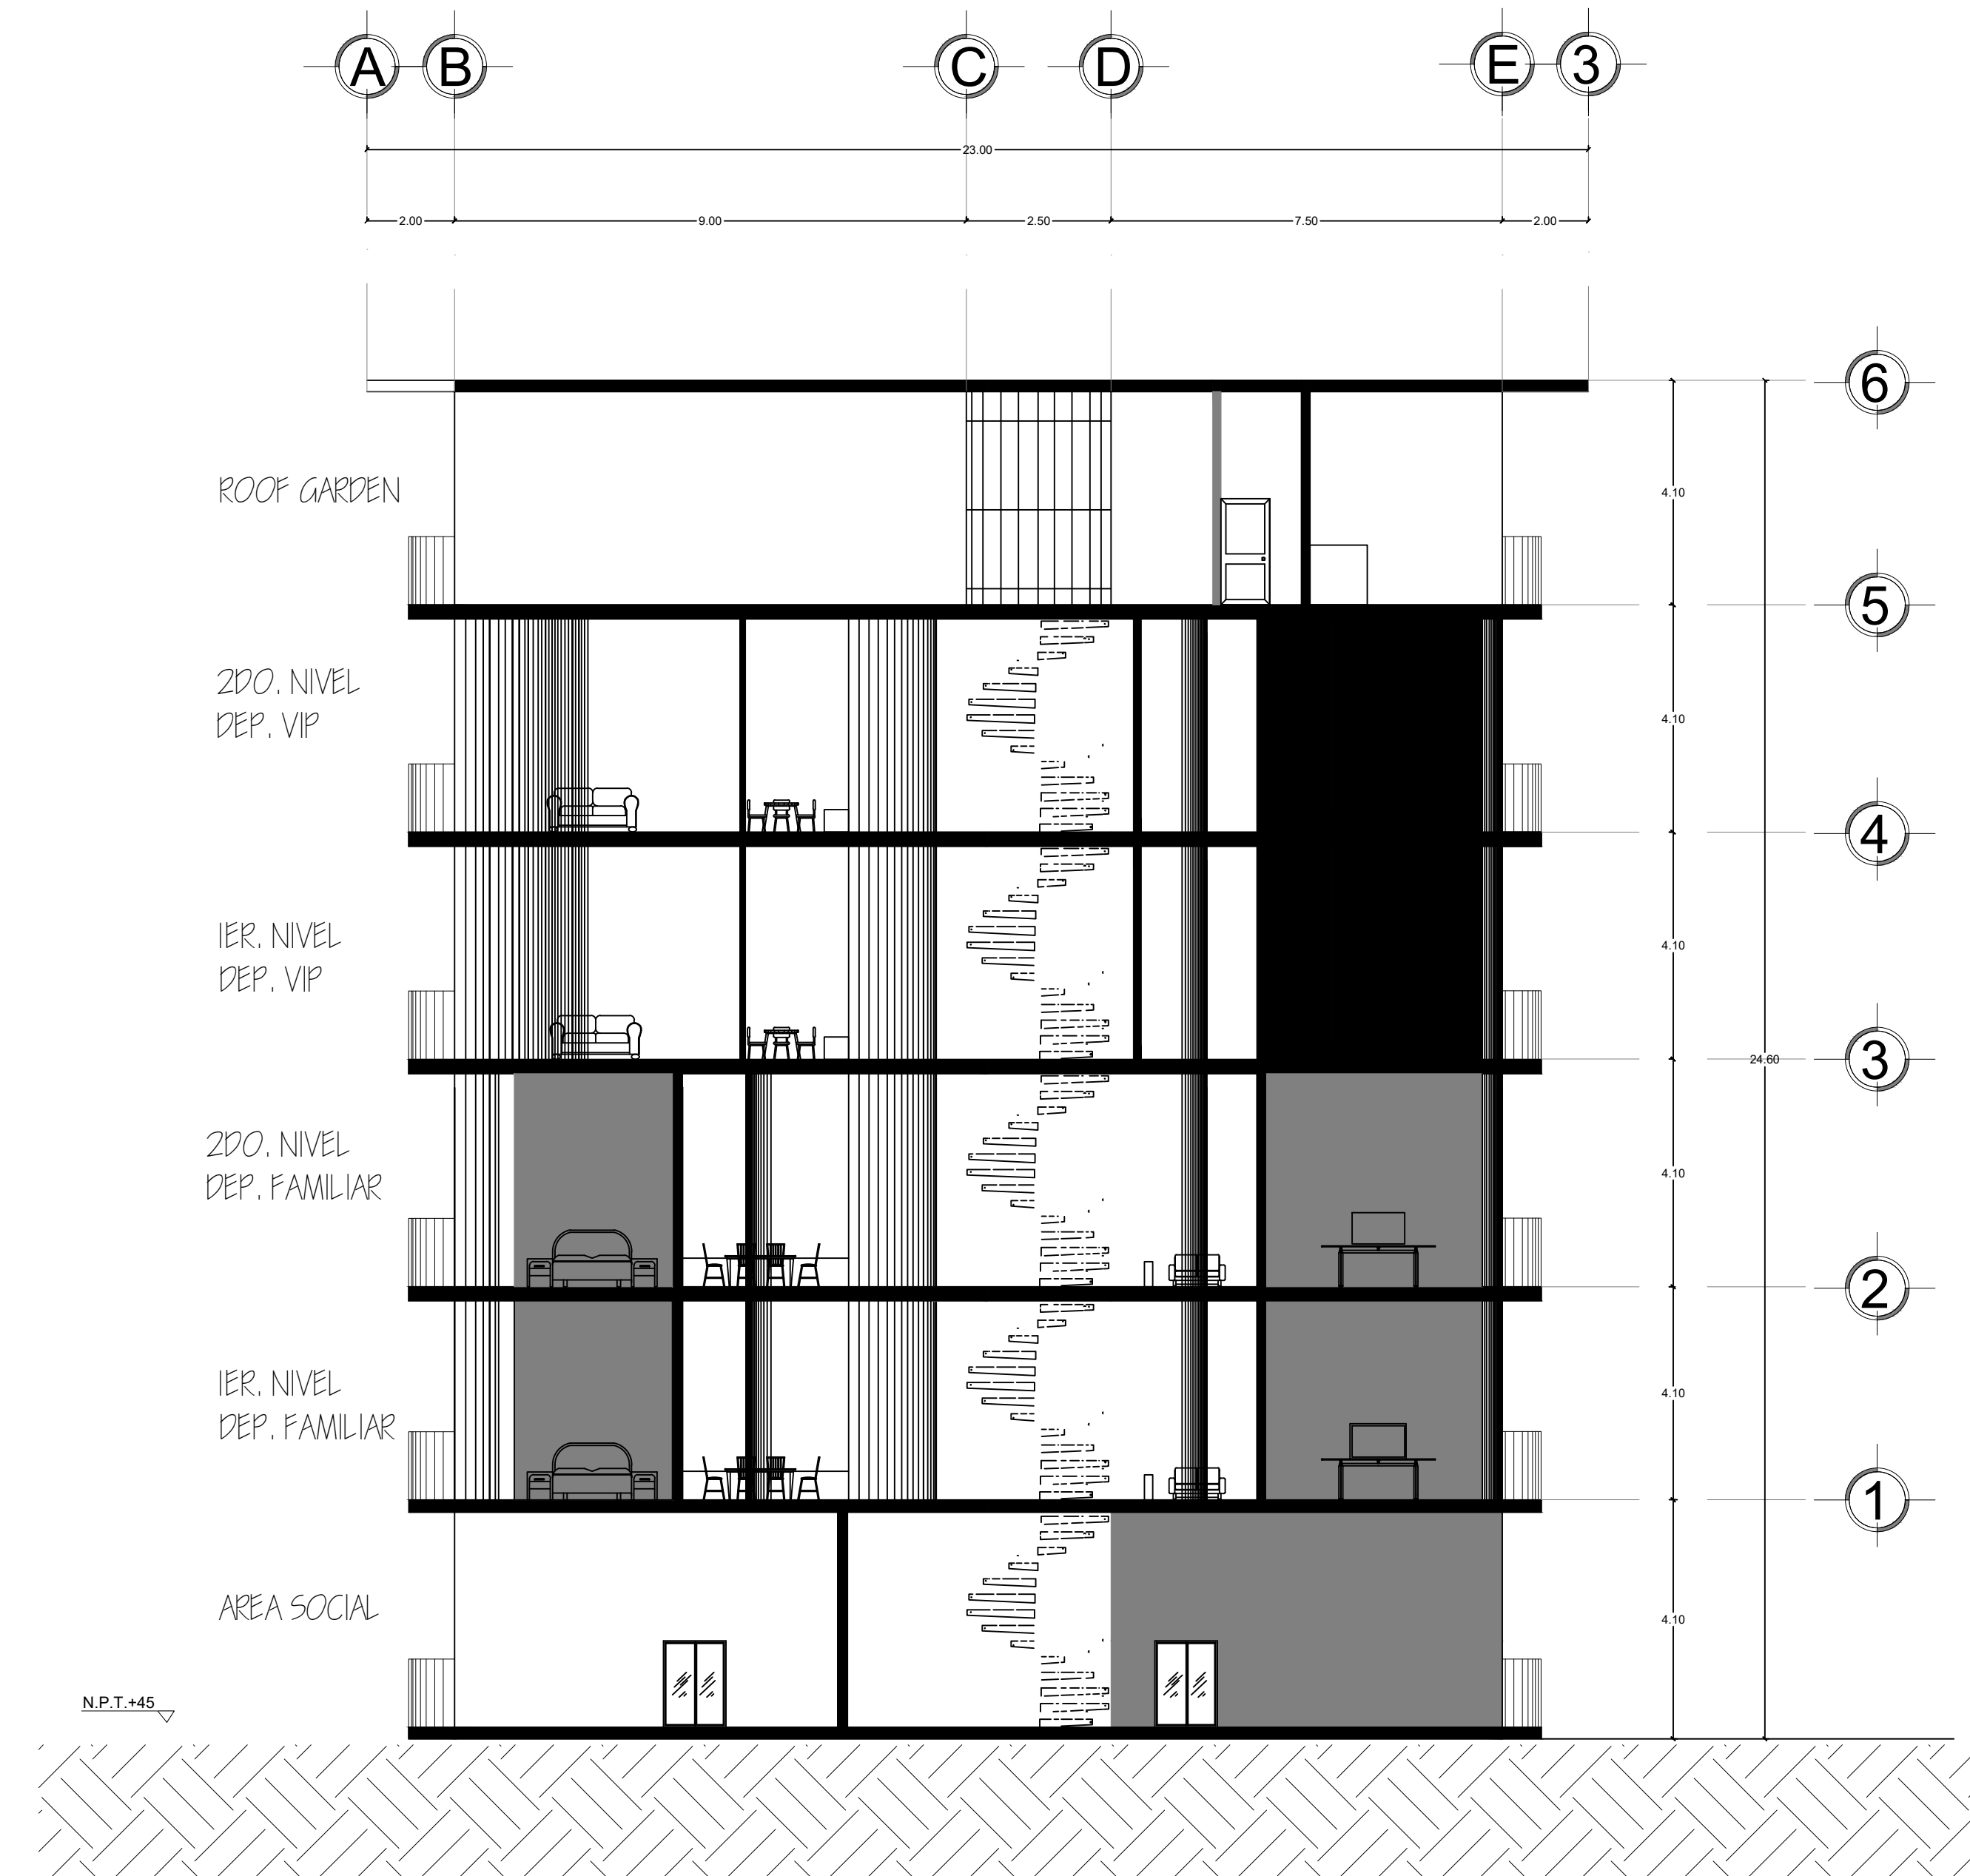 A B C D E 3
23.00
2.00 9.00 2.50 7.50 2.00
6
ROOF GARDEN
4.10
5
2DO. NIVEL
DEP. VIP
4.10
4
1ER. NIVEL
DEP. VIP
4.10
3
24.60
2DO. NIVEL
DEP. FAMILIAR
4.10
2
1ER. NIVEL
DEP. FAMILIAR
4.10
1
AREA SOCIAL
4.10
N.P.T.+45